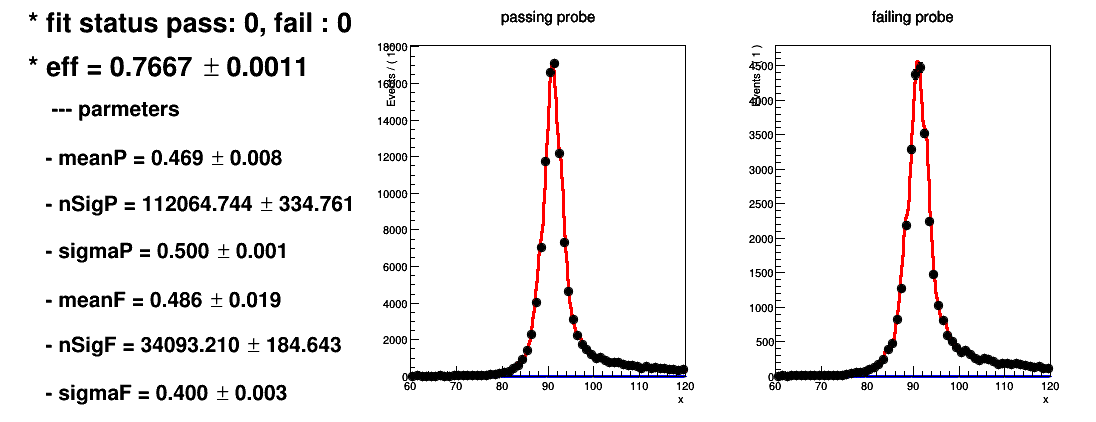 * fit status pass: 0, fail : 0
* eff = 0.7667 ± 0.0011
--- parmeters
- meanP = 0.469 ± 0.008
- nSigP = 112064.744 ± 334.761
- sigmaP = 0.500 ± 0.001
- meanF = 0.486 ± 0.019
- nSigF = 34093.210 ± 184.643
- sigmaF = 0.400 ± 0.003
passing probe
Events / ( 1 )
18000
16000
14000
12000
10000
8000
6000
4000
2000
0
60 70 80 90 100 110 120
x
failing probe
Events / ( 1 )
4500
4000
3500
3000
2500
2000
1500
1000
500
0
60 70 80 90 100 110 120
x